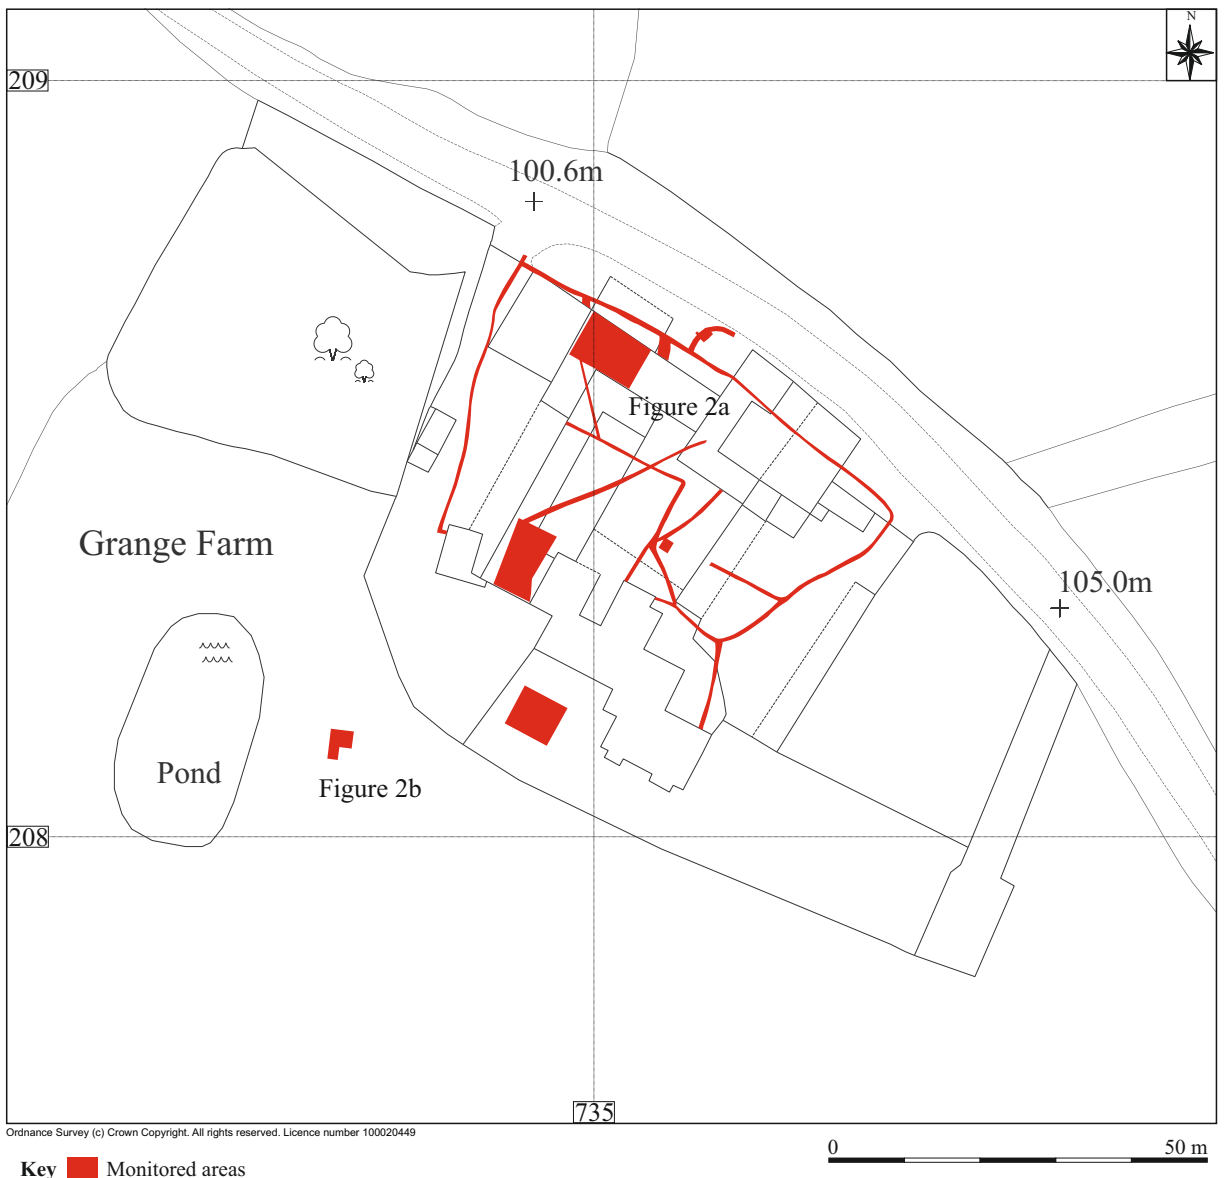 N
209
100.6m
Figure 2a
Grange Farm
105.0m
Pond
Figure 2b
208
735
Ordnance Survey (c) Crown Copyright. All rights reserved. Licence number 100020449
0 50 m
Key Monitored areas